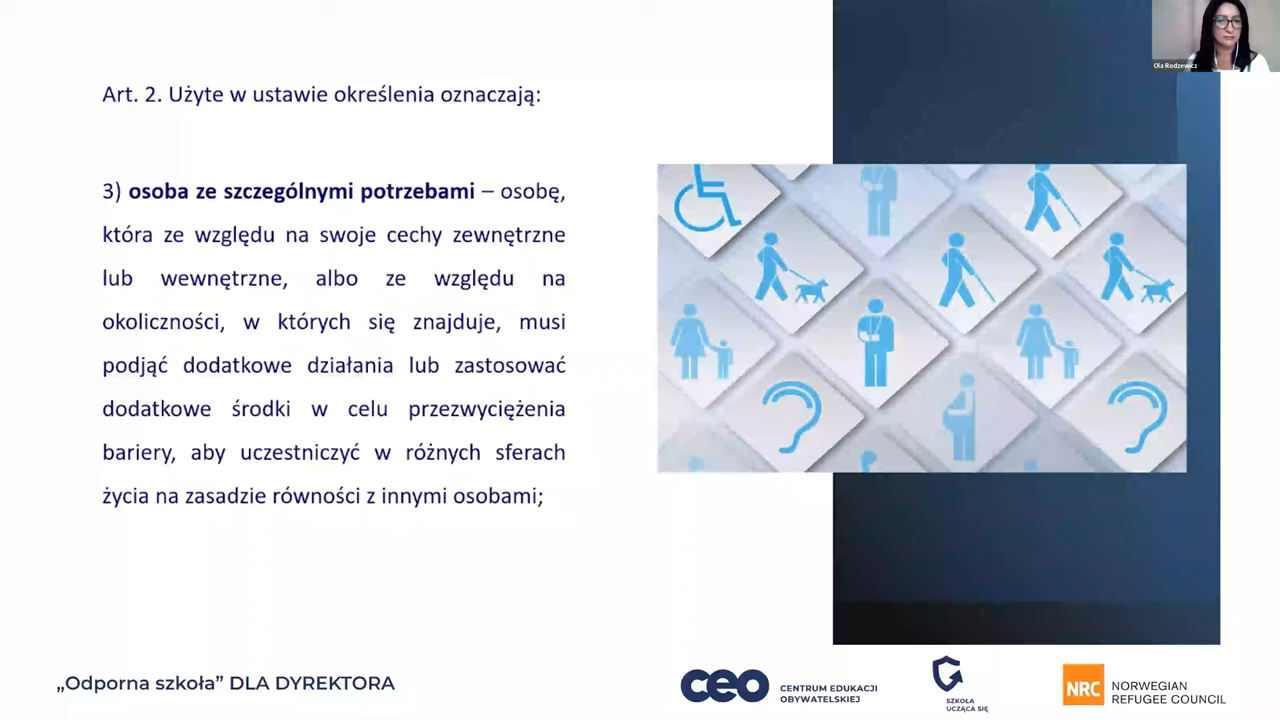 Ola Rodzewicz
Art. 2. Użyte w ustawie określenia oznaczają:
3) osoba ze szczególnymi potrzebami – osobę,
która ze względu na swoje cechy zewnętrzne
lub wewnętrzne, albo ze względu na
okoliczności, w których się znajduje, musi
podjąć dodatkowe działania lub zastosować
dodatkowe środki w celu przezwyciężenia
bariery, aby uczestniczyć w różnych sferach
życia na zasadzie równości z innymi osobami;
„Odporna szkoła” DLA DYREKTORA
ceo
CENTRUM EDUKACJI
OBYWATELSKIEJ
SZKOŁA
UCZĄCA SIĘ
NRC
NORWEGIAN
REFUGEE COUNCIL